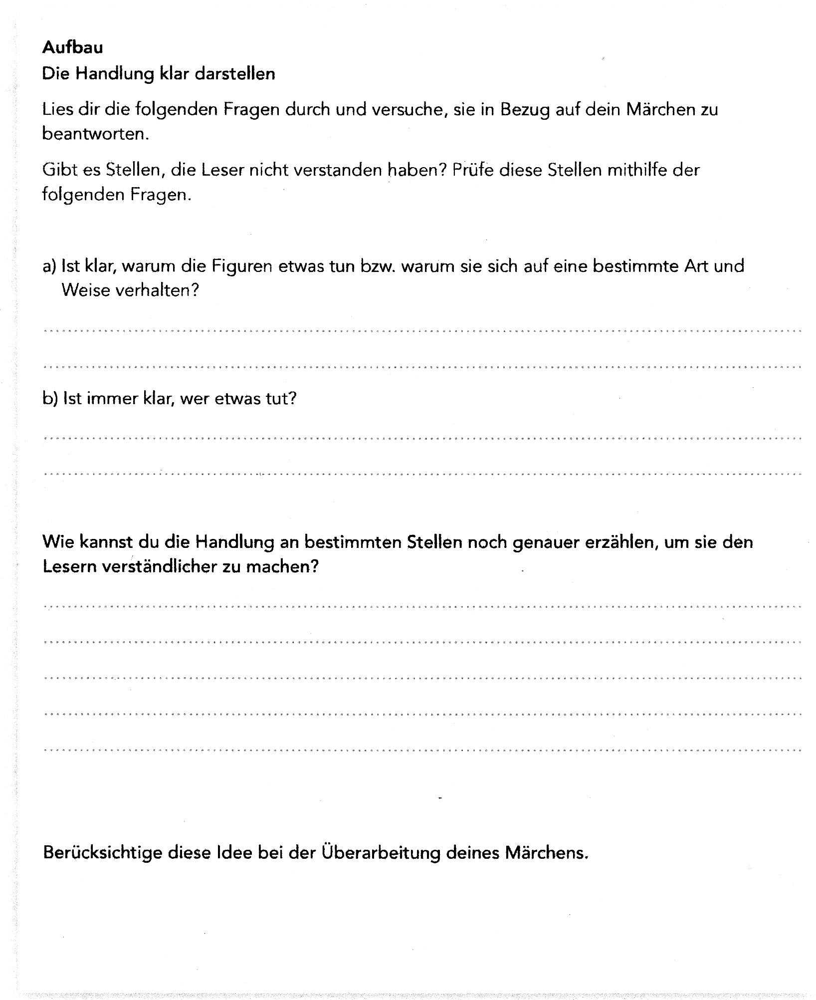 Aufbau
Die Handlung klar darstellen
Lies dir die folgenden Fragen durch und versuche, sie in Bezug auf dein Märchen zu
beantworten.
Gibt es Stellen, die Leser nicht verstanden haben? Prüfe diese Stellen mithilfe der
folgenden Fragen.
a) Ist klar, warum die Figuren etwas tun bzw. warum sie sich auf eine bestimmte Art und
Weise verhalten?
b) Ist immer klar, wer etwas tut?
Wie kannst du die Handlung an bestimmten Stellen noch genauer erzählen, um sie den
Lesern verständlicher zu machen?
Berücksichtige diese Idee bei der Überarbeitung deines Märchens.